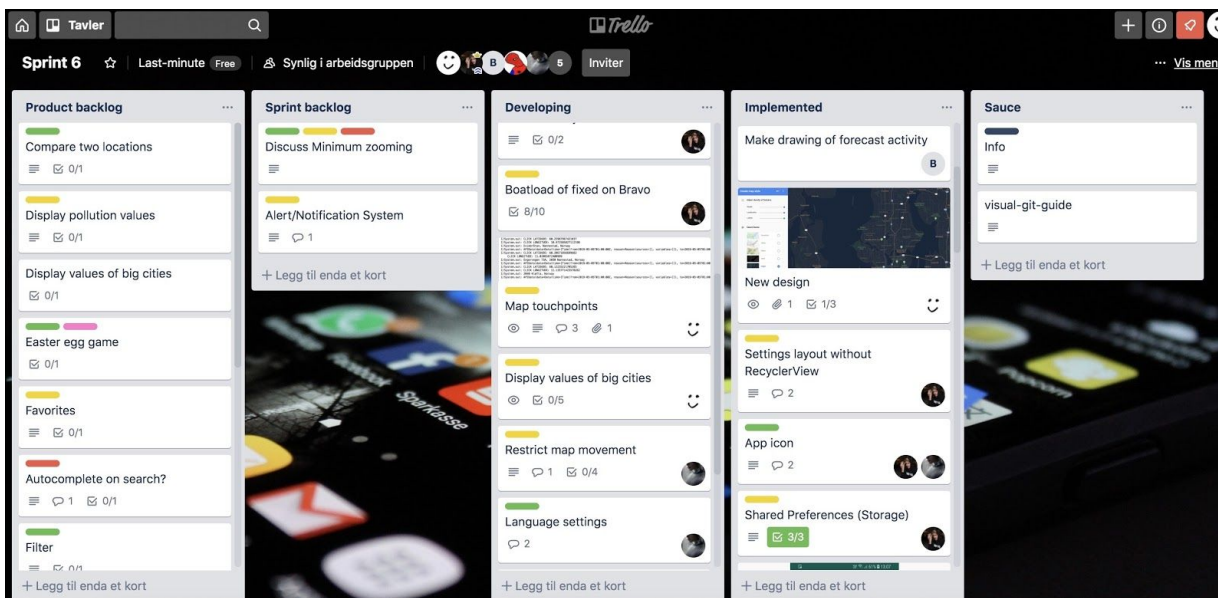 Tavler
Trello
Sprint 6
Last-minute Free
Synlig i arbeidsgruppen
B
5
Inviter
... Vis men
Product backlog
Compare two locations
0/1
Display pollution values
0/1
Display values of big cities
0/1
Easter egg game
0/1
Favorites
0/1
Autocomplete on search?
1 0/1
Filter
0/1
+ Legg til enda et kort
Sprint backlog
Discuss Minimum zooming
Alert/Notification System
1
+ Legg til enda et kort
Developing
0/2
Boatload of fixed on Bravo
8/10
Map touchpoints
3 1
Display values of big cities
0/5
Restrict map movement
1 0/4
Language settings
2
+ Legg til enda et kort
Implemented
Make drawing of forecast activity
B
New design
1 1/3
Settings layout without
RecyclerView
2
App icon
2
Shared Preferences (Storage)
3/3
+ Legg til enda et kort
Sauce
Info
visual-git-guide
+ Legg til enda et kort
Facebook
Sparkasse
Popcorn